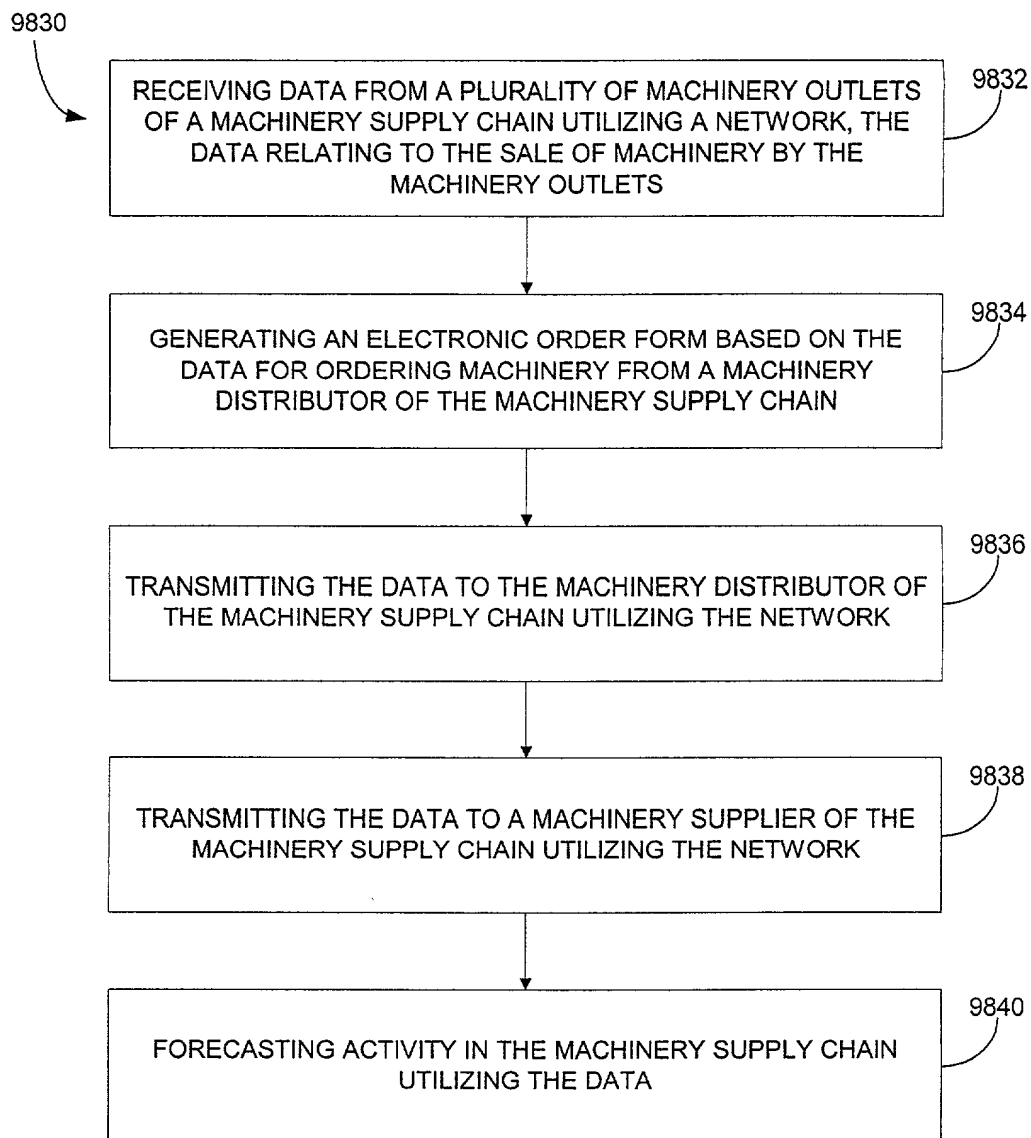 9830
RECEIVING DATA FROM A PLURALITY OF MACHINERY OUTLETS
OF A MACHINERY SUPPLY CHAIN UTILIZING A NETWORK, THE
DATA RELATING TO THE SALE OF MACHINERY BY THE
MACHINERY OUTLETS
9832
GENERATING AN ELECTRONIC ORDER FORM BASED ON THE
DATA FOR ORDERING MACHINERY FROM A MACHINERY
DISTRIBUTOR OF THE MACHINERY SUPPLY CHAIN
9834
TRANSMITTING THE DATA TO THE MACHINERY DISTRIBUTOR OF
THE MACHINERY SUPPLY CHAIN UTILIZING THE NETWORK
9836
TRANSMITTING THE DATA TO A MACHINERY SUPPLIER OF THE
MACHINERY SUPPLY CHAIN UTILIZING THE NETWORK
9838
FORECASTING ACTIVITY IN THE MACHINERY SUPPLY CHAIN
UTILIZING THE DATA
9840